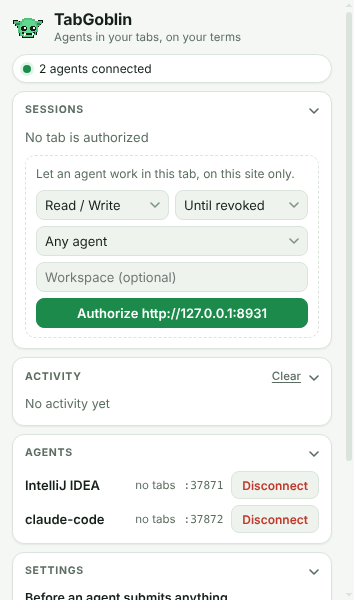 TabGoblin
Agents in your tabs, on your terms
2 agents connected
SESSIONS
No tab is authorized
Let an agent work in this tab, on this site only.
Read / Write
Until revoked
Any agent
Workspace (optional)
Authorize http://127.0.0.1:8931
ACTIVITY
Clear
No activity yet
AGENTS
IntelliJ IDEA no tabs :37871 Disconnect
claude-code no tabs :37872 Disconnect
SETTINGS
Before an agent submits anything